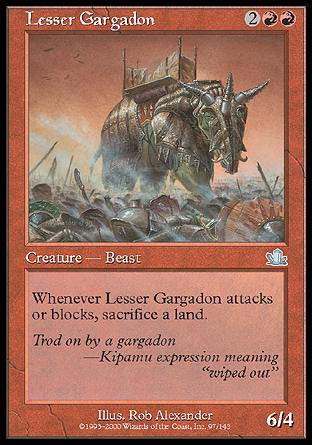 Lesser Gargadon 2
Creature — Beast
Whenever Lesser Gargadon attacks
or blocks, sacrifice a land.
Trod on by a gargadon
—Kipamu expression meaning
“wiped out”
Illus. Rob Alexander
©1993-2000 Wizards of the Coast, Inc. 97/143
6/4